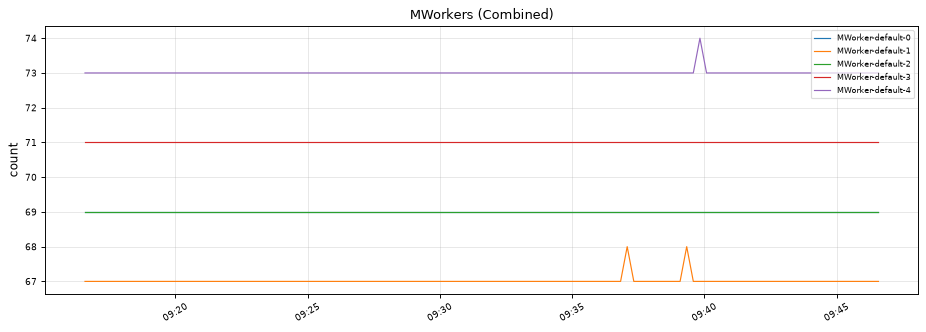 MWorkers (Combined)
count
74
73
72
71
70
69
68
67
09:20
09:25
09:30
09:35
09:40
09:45
MWorker-default-0
MWorker-default-1
MWorker-default-2
MWorker-default-3
MWorker-default-4